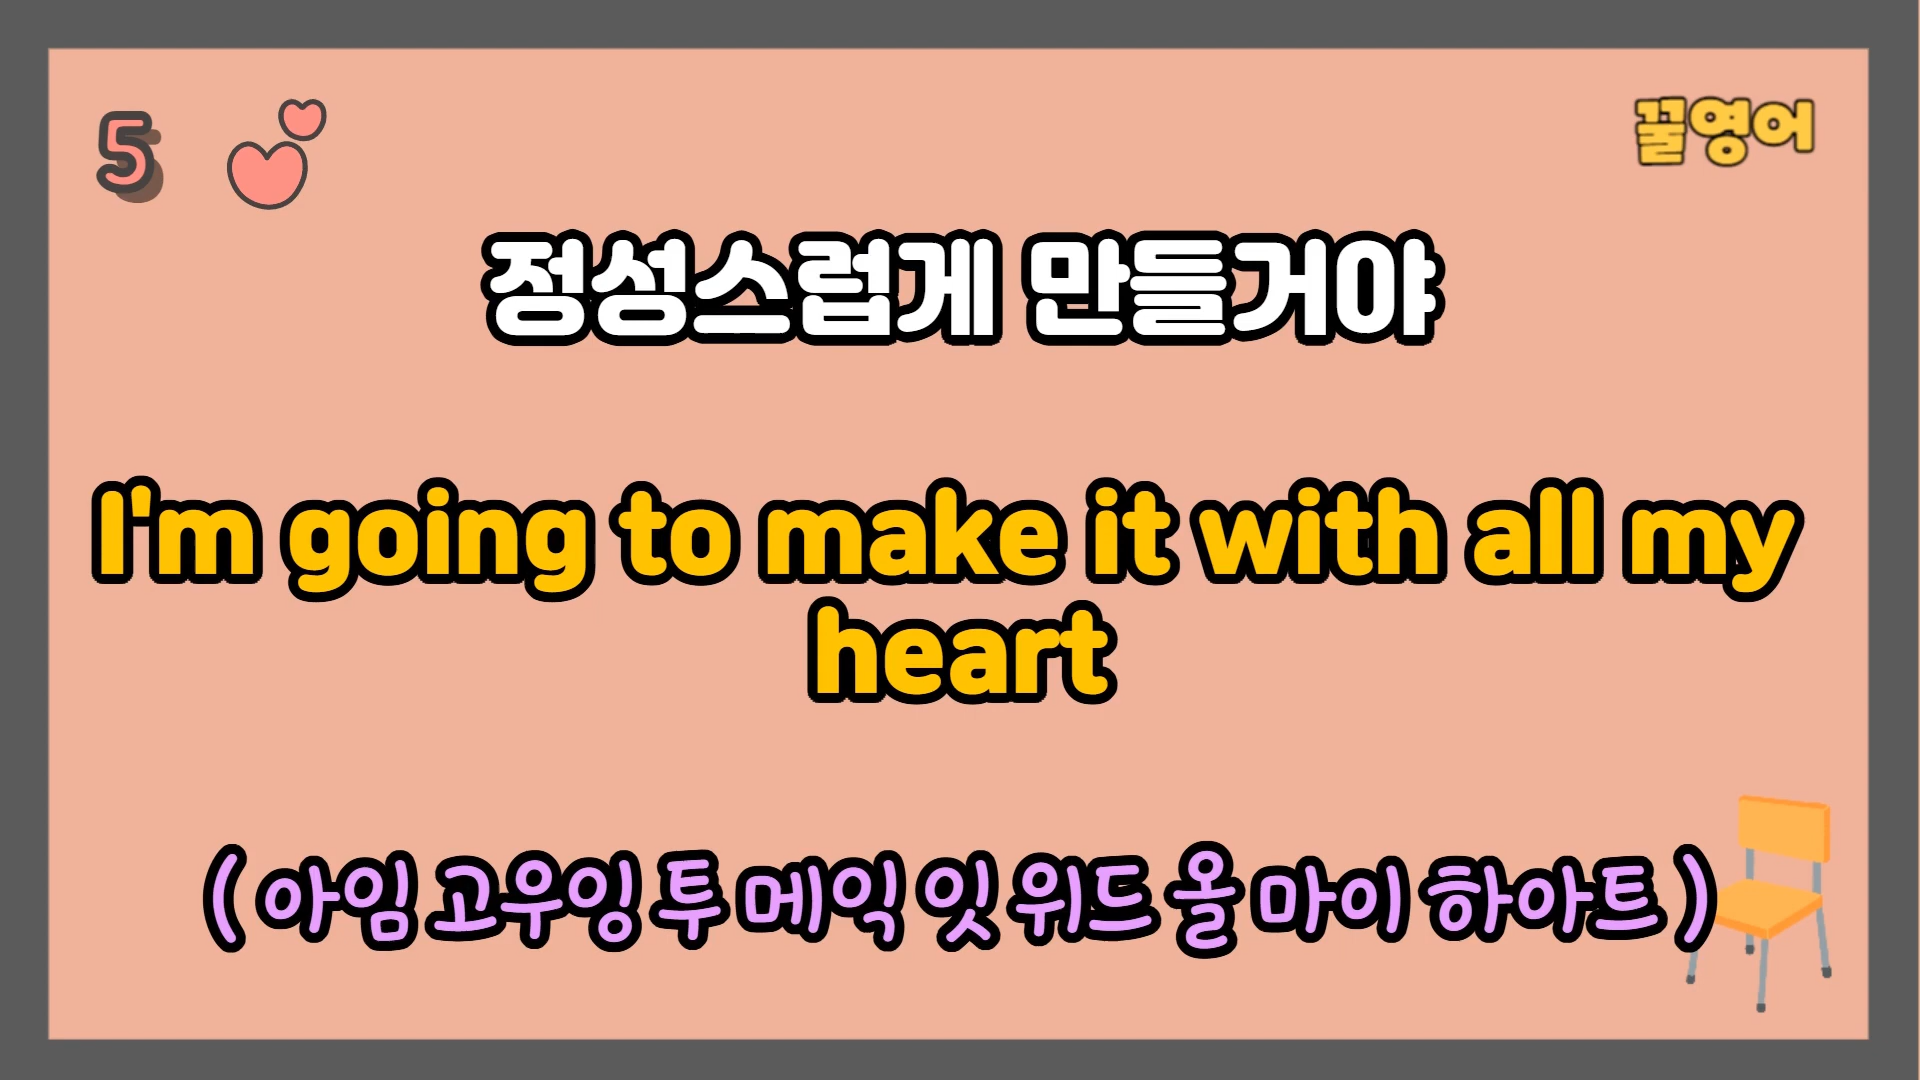 5
꿀영어
정성스럽게 만들거야
I'm going to make it with all my
heart
( 아임 고우잉 투 메익 잇 위드 올 마이 하아트 )